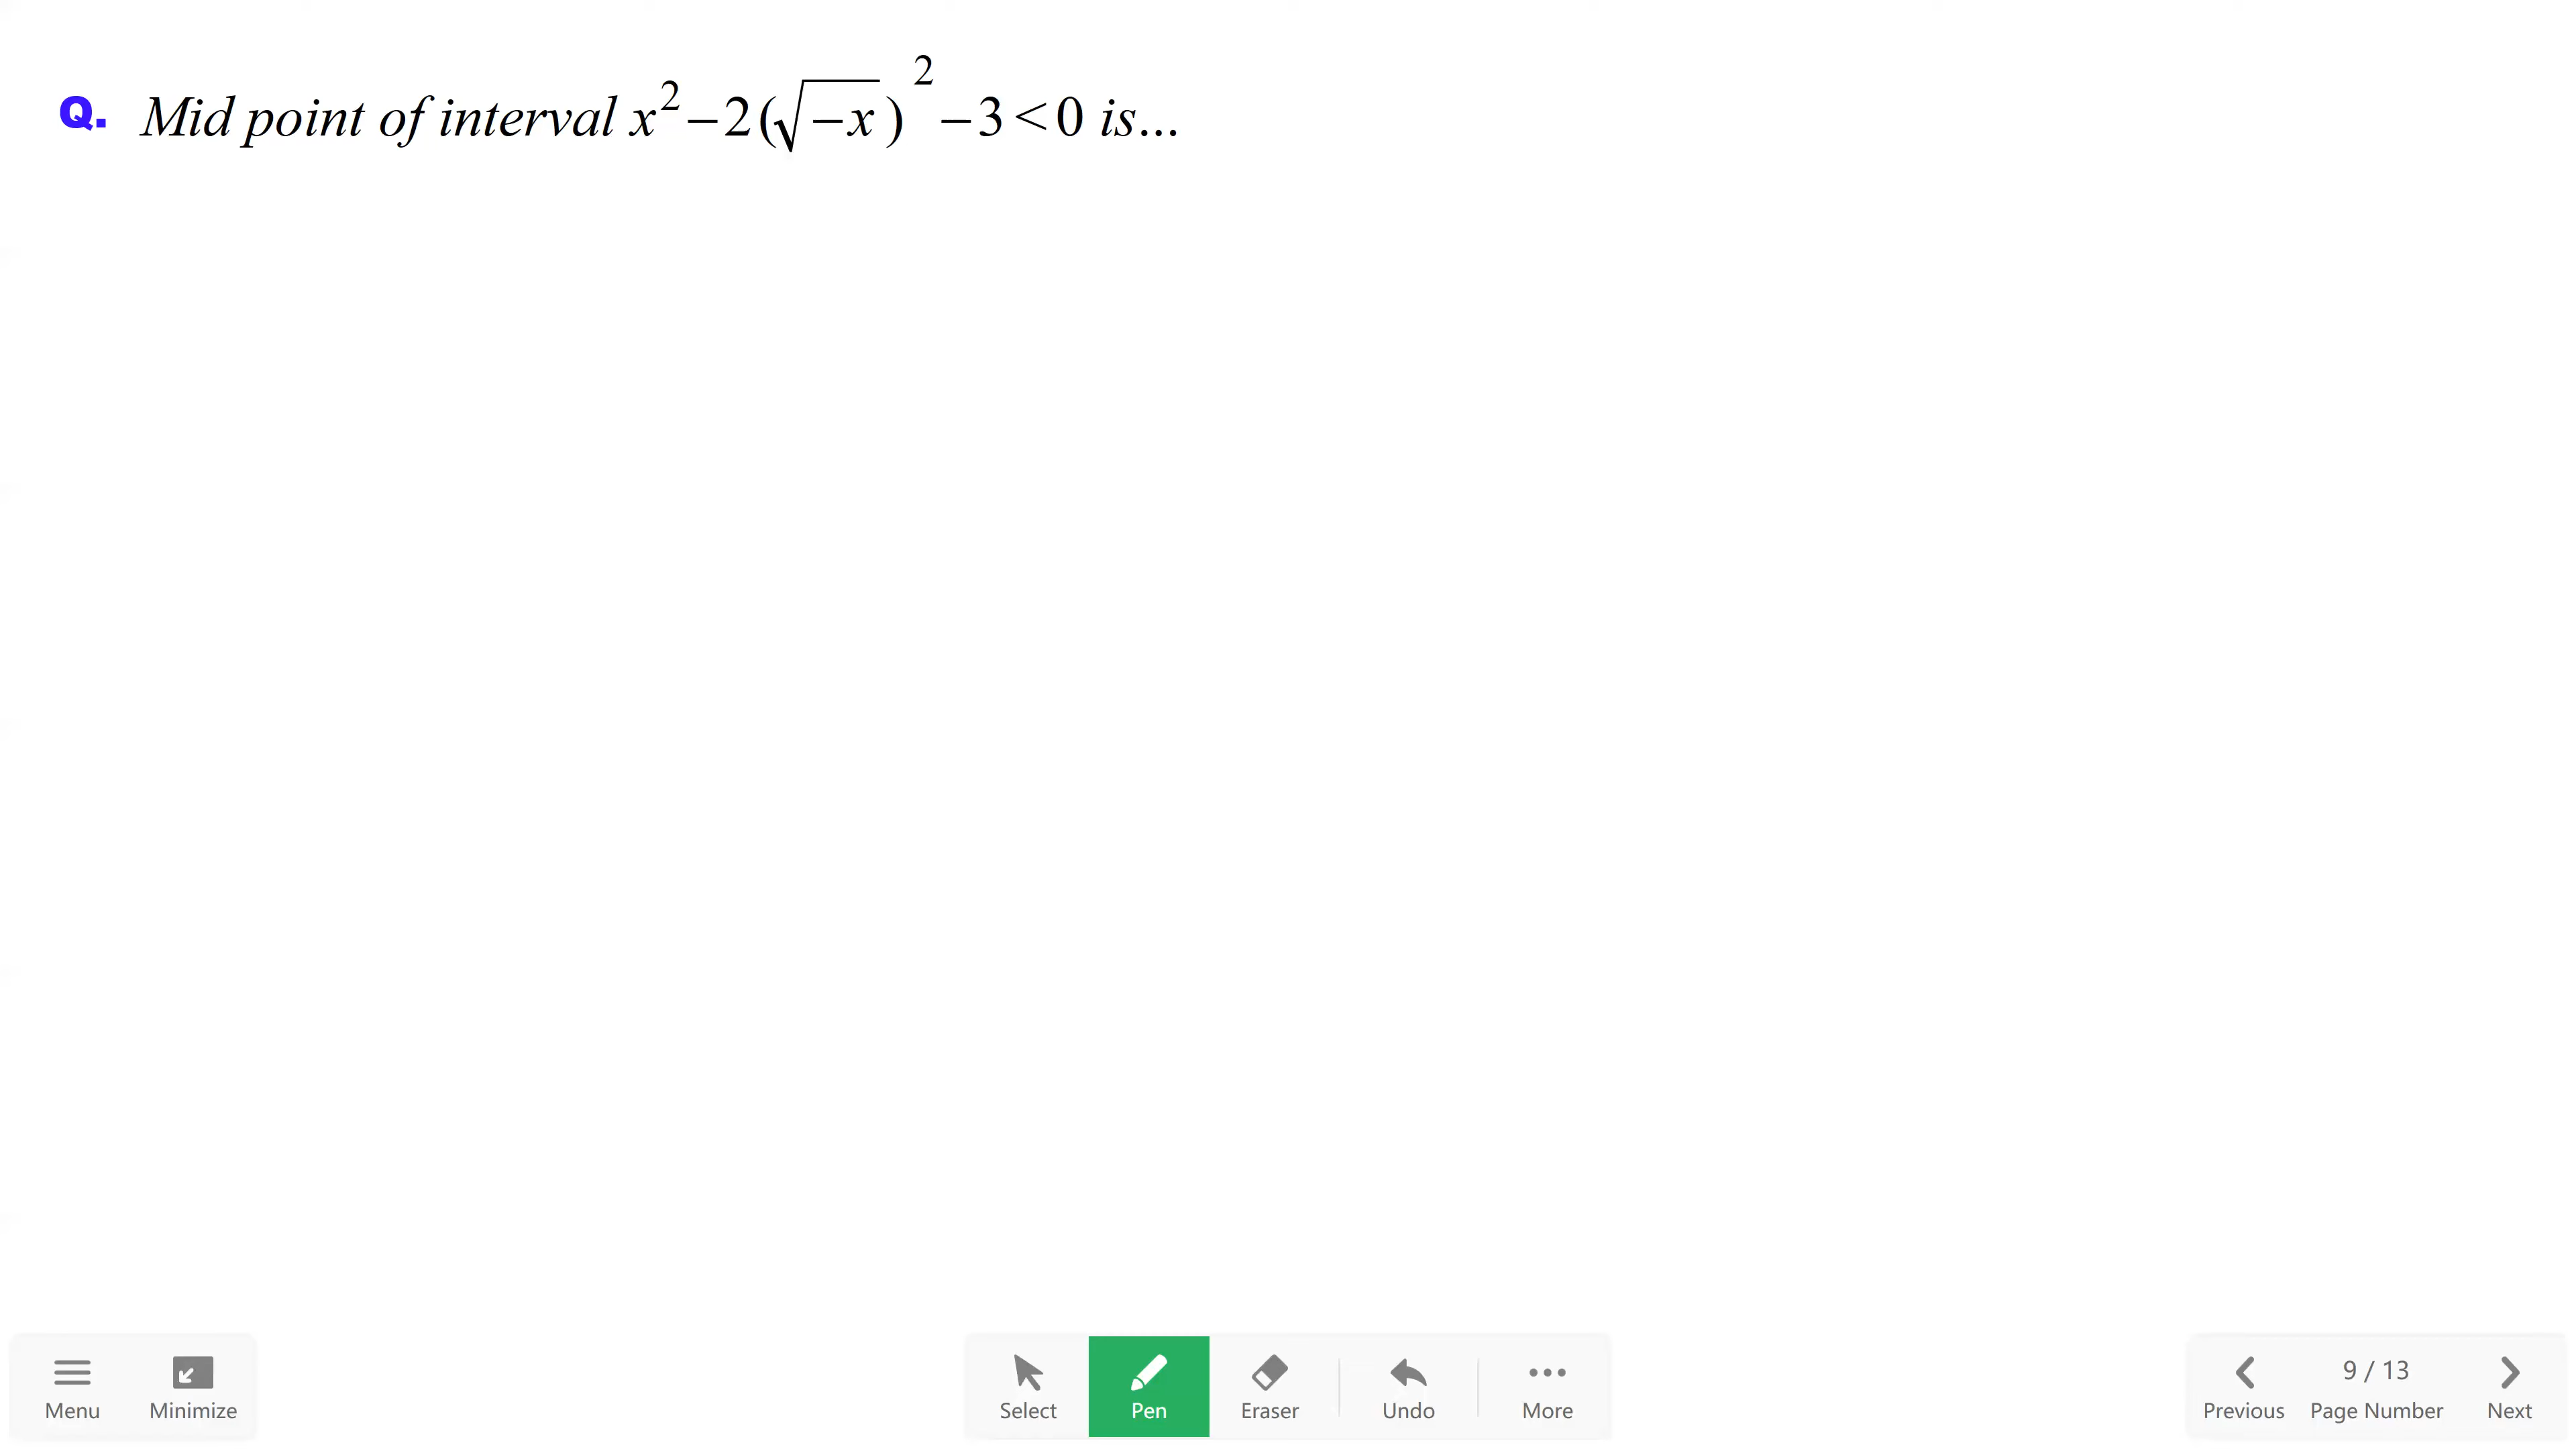 Q. Mid point of interval x²−2(√−x)²−3<0 is...
Menu Minimize Select Pen Eraser Undo More Previous 9 / 13 Page Number Next